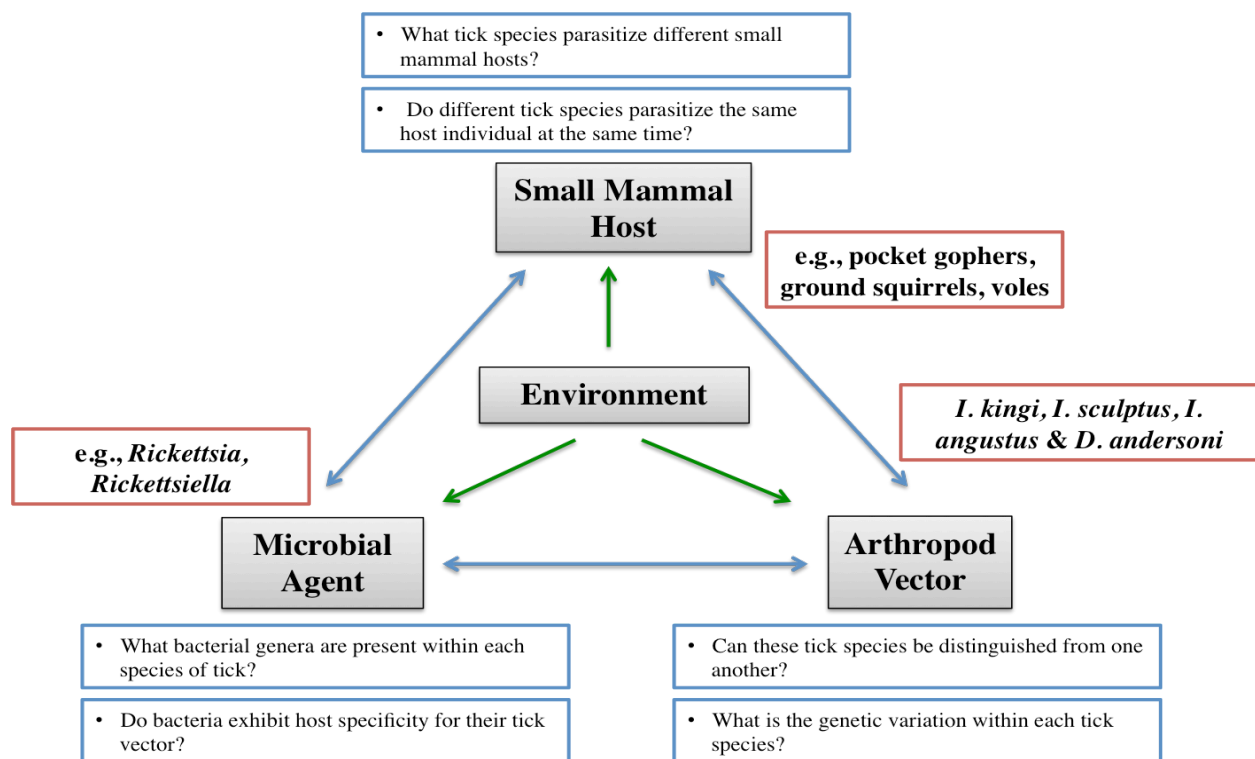 • What tick species parasitize different small
mammal hosts?
• Do different tick species parasitize the same
host individual at the same time?
Small Mammal
Host
e.g., pocket gophers,
ground squirrels, voles
Environment
I. kingi, I. sculptus, I.
angustus & D. andersoni
e.g., Rickettsia,
Rickettsiella
Microbial
Agent
Arthropod
Vector
• What bacterial genera are present within each
species of tick?
• Do bacteria exhibit host specificity for their tick
vector?
• Can these tick species be distinguished from one
another?
• What is the genetic variation within each tick
species?